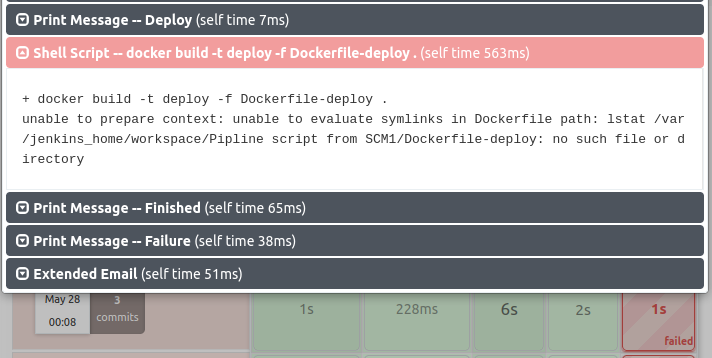 Print Message -- Deploy (self time 7ms)
Shell Script -- docker build -t deploy -f Dockerfile-deploy . (self time 563ms)
+ docker build -t deploy -f Dockerfile-deploy .
unable to prepare context: unable to evaluate symlinks in Dockerfile path: lstat /var
/jenkins_home/workspace/Pipline script from SCM1/Dockerfile-deploy: no such file or d
irectory
Print Message -- Finished (self time 65ms)
Print Message -- Failure (self time 38ms)
Extended Email (self time 51ms)
May 28
00:08
3
commits
1s
228ms
6s
2s
1s
failed